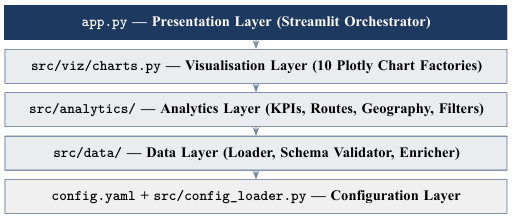 app.py — Presentation Layer (Streamlit Orchestrator)
src/viz/charts.py — Visualisation Layer (10 Plotly Chart Factories)
src/analytics/ — Analytics Layer (KPIs, Routes, Geography, Filters)
src/data/ — Data Layer (Loader, Schema Validator, Enricher)
config.yaml + src/config_loader.py — Configuration Layer